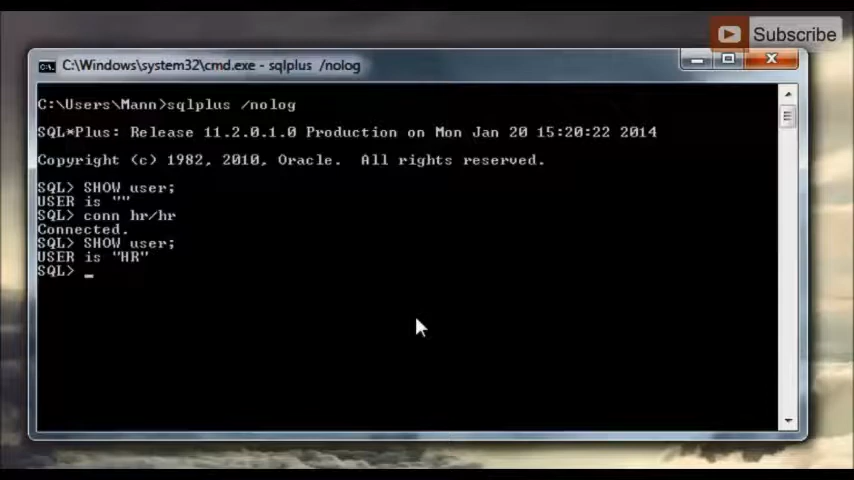 Subscribe
C:\Windows\system32\cmd.exe - sqlplus /nolog
C:\Users\Mann>sqlplus /nolog
SQL*Plus: Release 11.2.0.1.0 Production on Mon Jan 20 15:20:22 2014
Copyright (c) 1982, 2010, Oracle.  All rights reserved.
SQL> SHOW user;
USER is ""
SQL> conn hr/hr
Connected.
SQL> SHOW user;
USER is "HR"
SQL> _